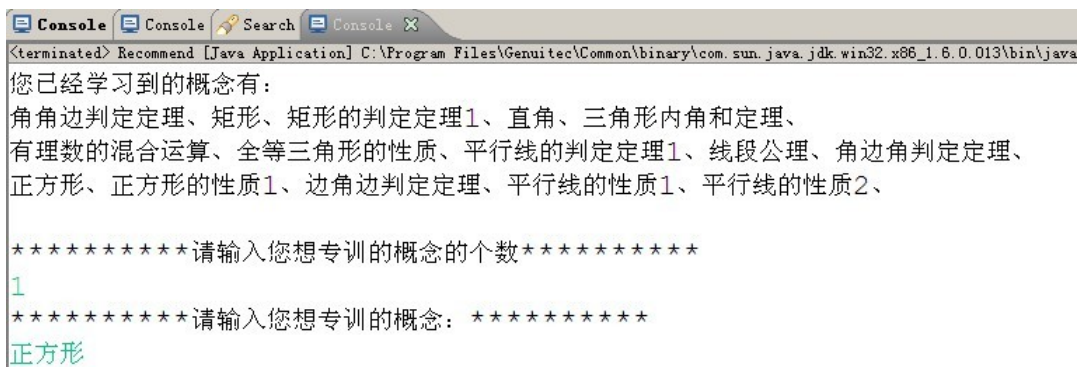 Console Console Search Console
<terminated> Recommend [Java Application] C:\Program Files\Genuitec\Common\binary\com.sun.java.jdk.win32.x86_1.6.0.013\bin\java
您已经学习到的概念有：
角角边判定定理、矩形、矩形的判定定理1、直角、三角形内角和定理、
有理数的混合运算、全等三角形的性质、平行线的判定定理1、线段公理、角边角判定定理、
正方形、正方形的性质1、边角边判定定理、平行线的性质1、平行线的性质2、
**********请输入您想专训的概念的个数**********
1
**********请输入您想专训的概念：**********
正方形